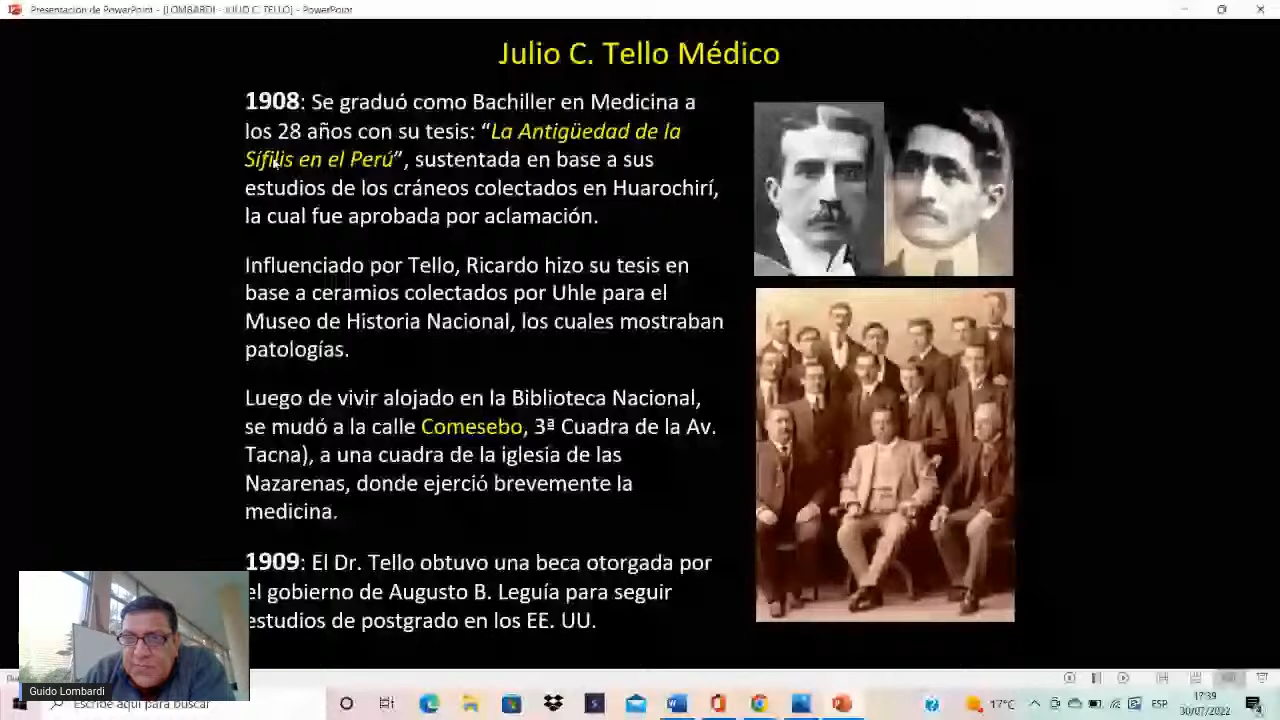 Presentación de PowerPoint - [LOMBARDI - JULIO C. TELLO] - PowerPoint
Julio C. Tello Médico
1908: Se graduó como Bachiller en Medicina a
los 28 años con su tesis: “La Antigüedad de la
Sífilis en el Perú”, sustentada en base a sus
estudios de los cráneos colectados en Huarochirí,
la cual fue aprobada por aclamación.
Influenciado por Tello, Ricardo hizo su tesis en
base a ceramios colectados por Uhle para el
Museo de Historia Nacional, los cuales mostraban
patologías.
Luego de vivir alojado en la Biblioteca Nacional,
se mudó a la calle Comesebo, 3ª Cuadra de la Av.
Tacna), a una cuadra de la iglesia de las
Nazarenas, donde ejerció brevemente la
medicina.
1909: El Dr. Tello obtuvo una beca otorgada por
el gobierno de Augusto B. Leguía para seguir
estudios de postgrado en los EE. UU.
Guido Lombardi
Escribe aquí para buscar
17°C
ESP
17:39
30/07/2022